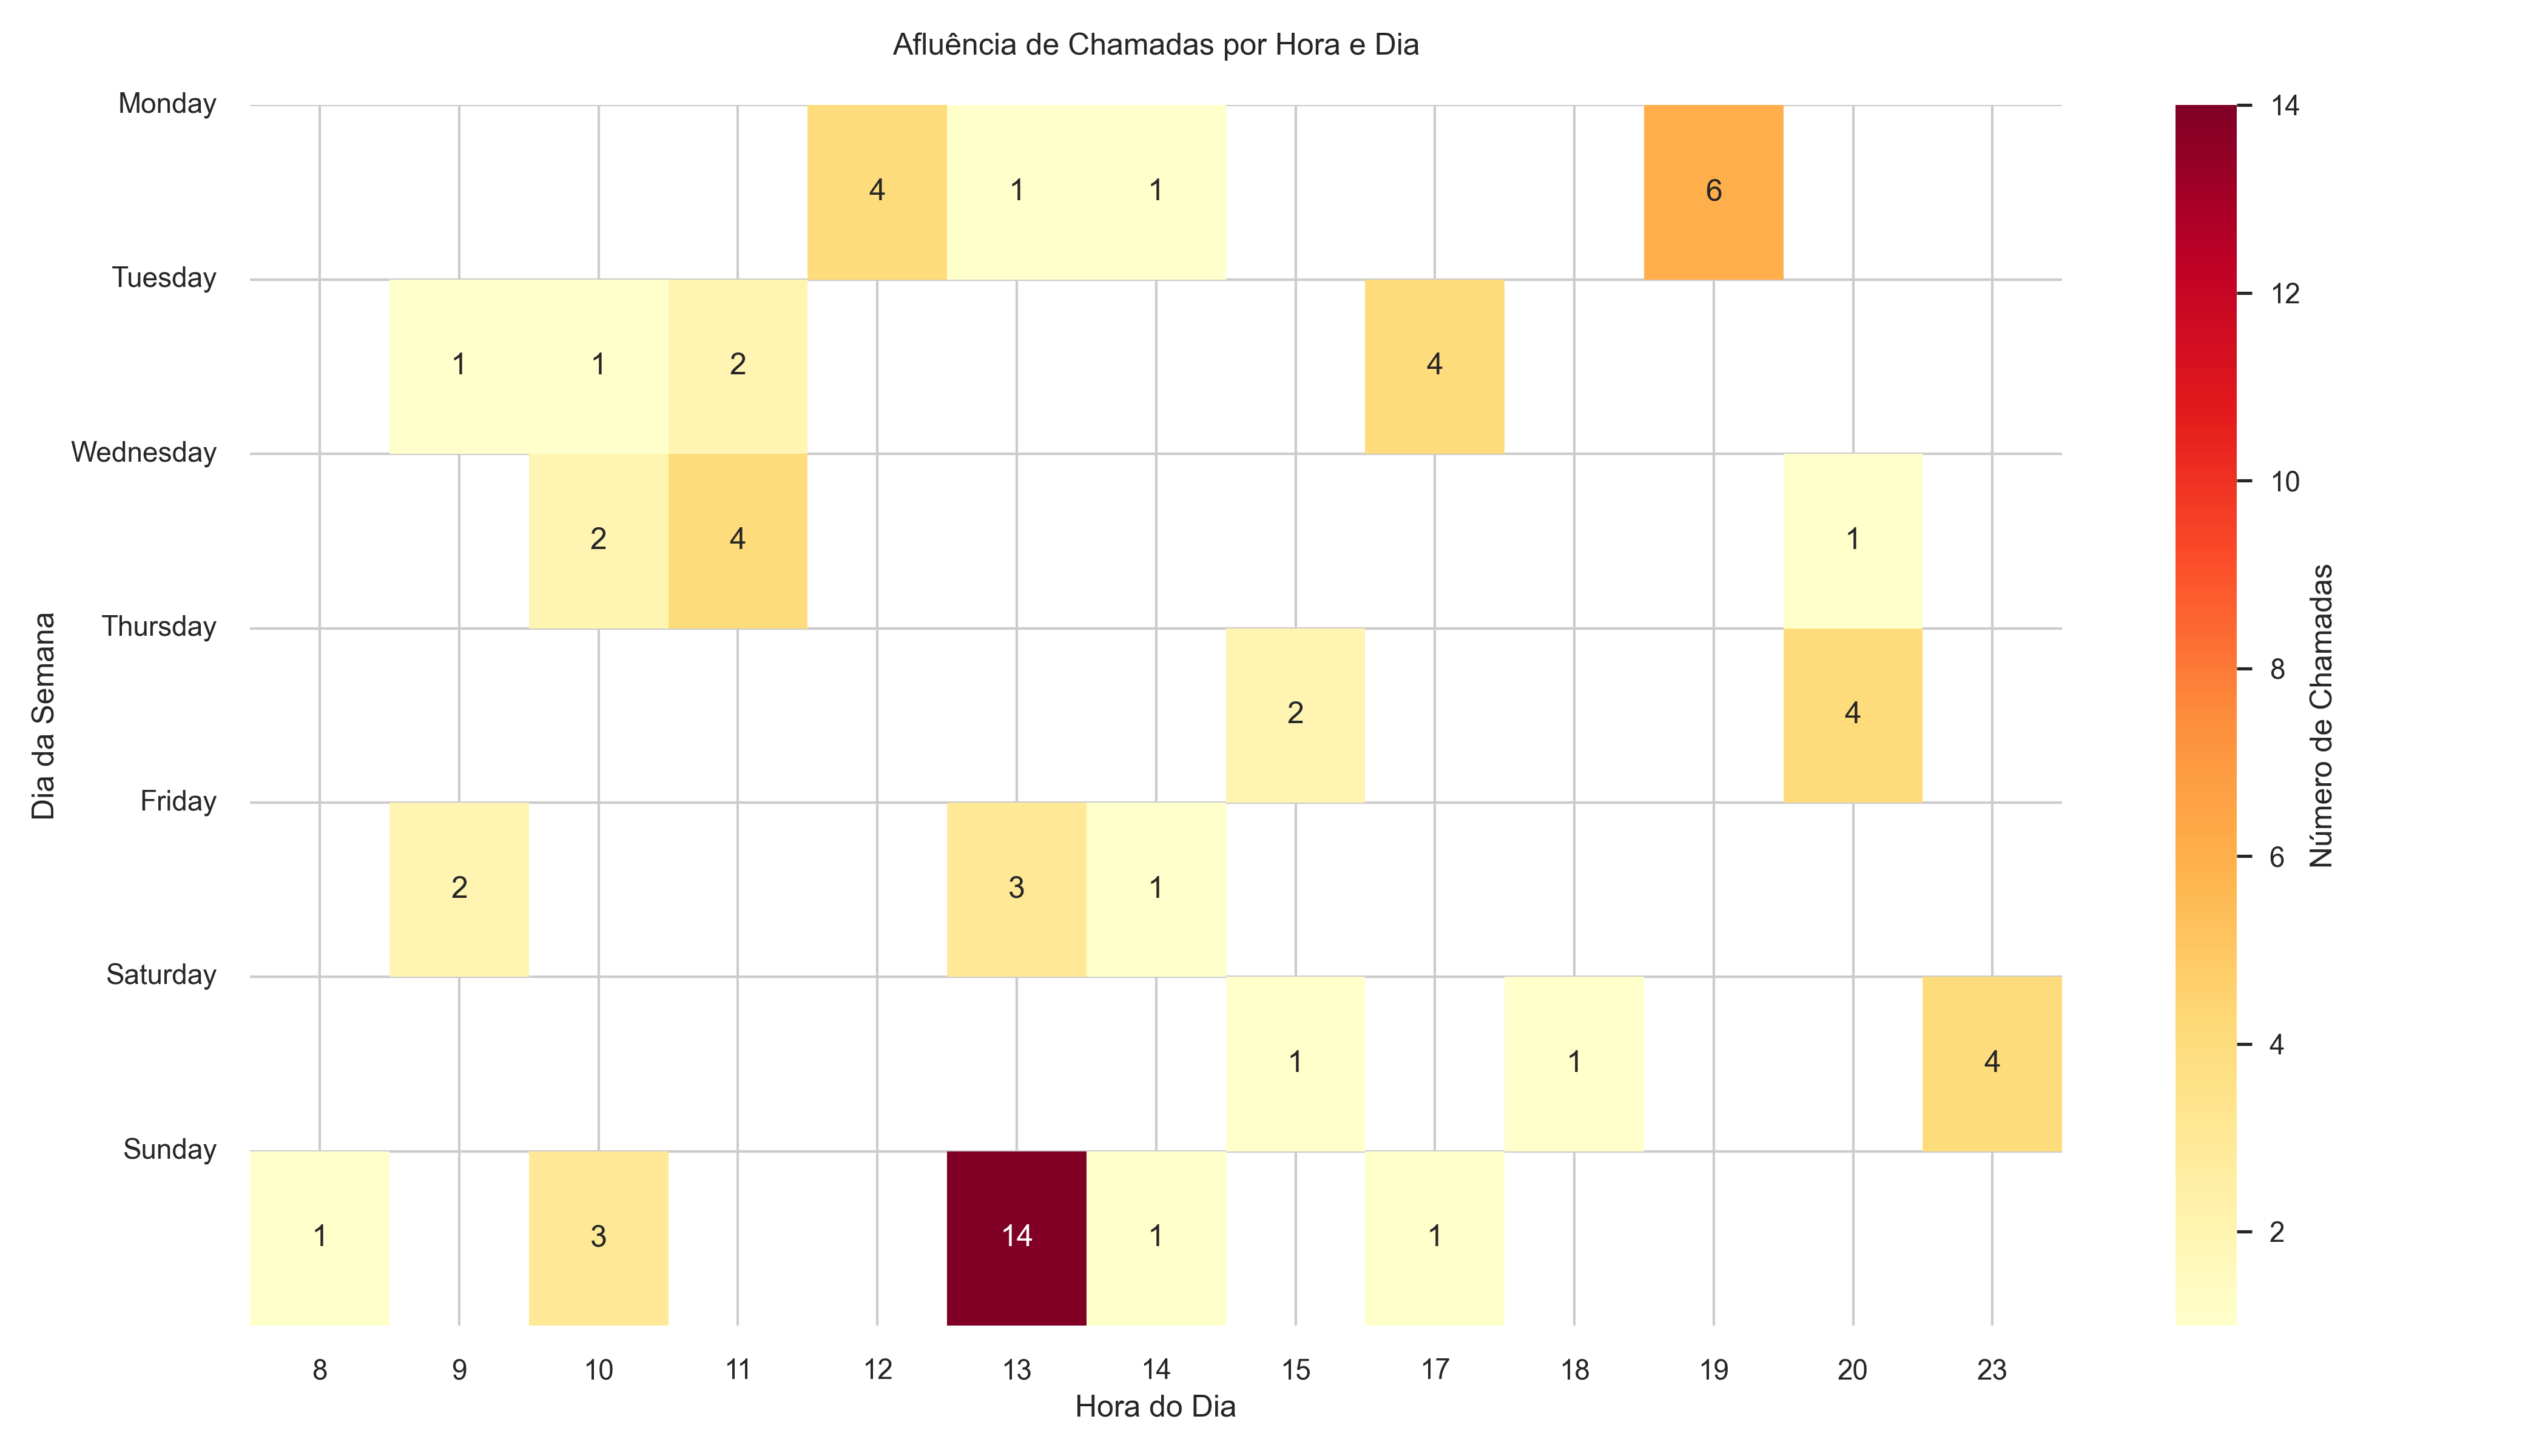 Afluência de Chamadas por Hora e Dia
Monday
4 1 1 6
Tuesday
1 1 2 4
Wednesday
2 4 1
Thursday
2 4
Friday
2 3 1
Saturday
1 1 4
Sunday
1 3 14 1 1
8 9 10 11 12 13 14 15 17 18 19 20 23
Hora do Dia
Dia da Semana
14
12
10
8
6
4
2
Número de Chamadas